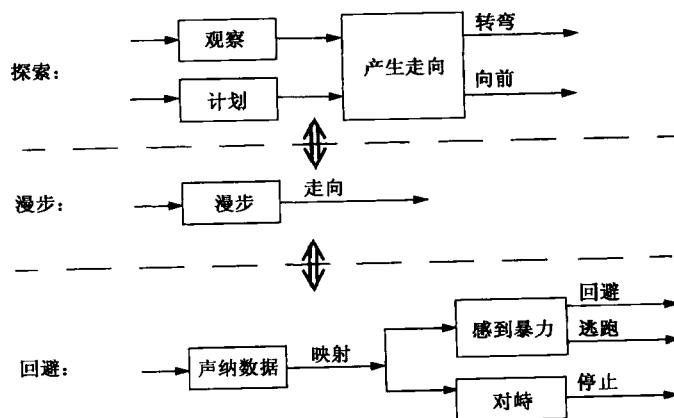 探索：
观察
计划
产生走向
转弯
向前
漫步：
漫步
走向
回避：
声纳数据
映射
感到暴力
回避
逃跑
对峙
停止